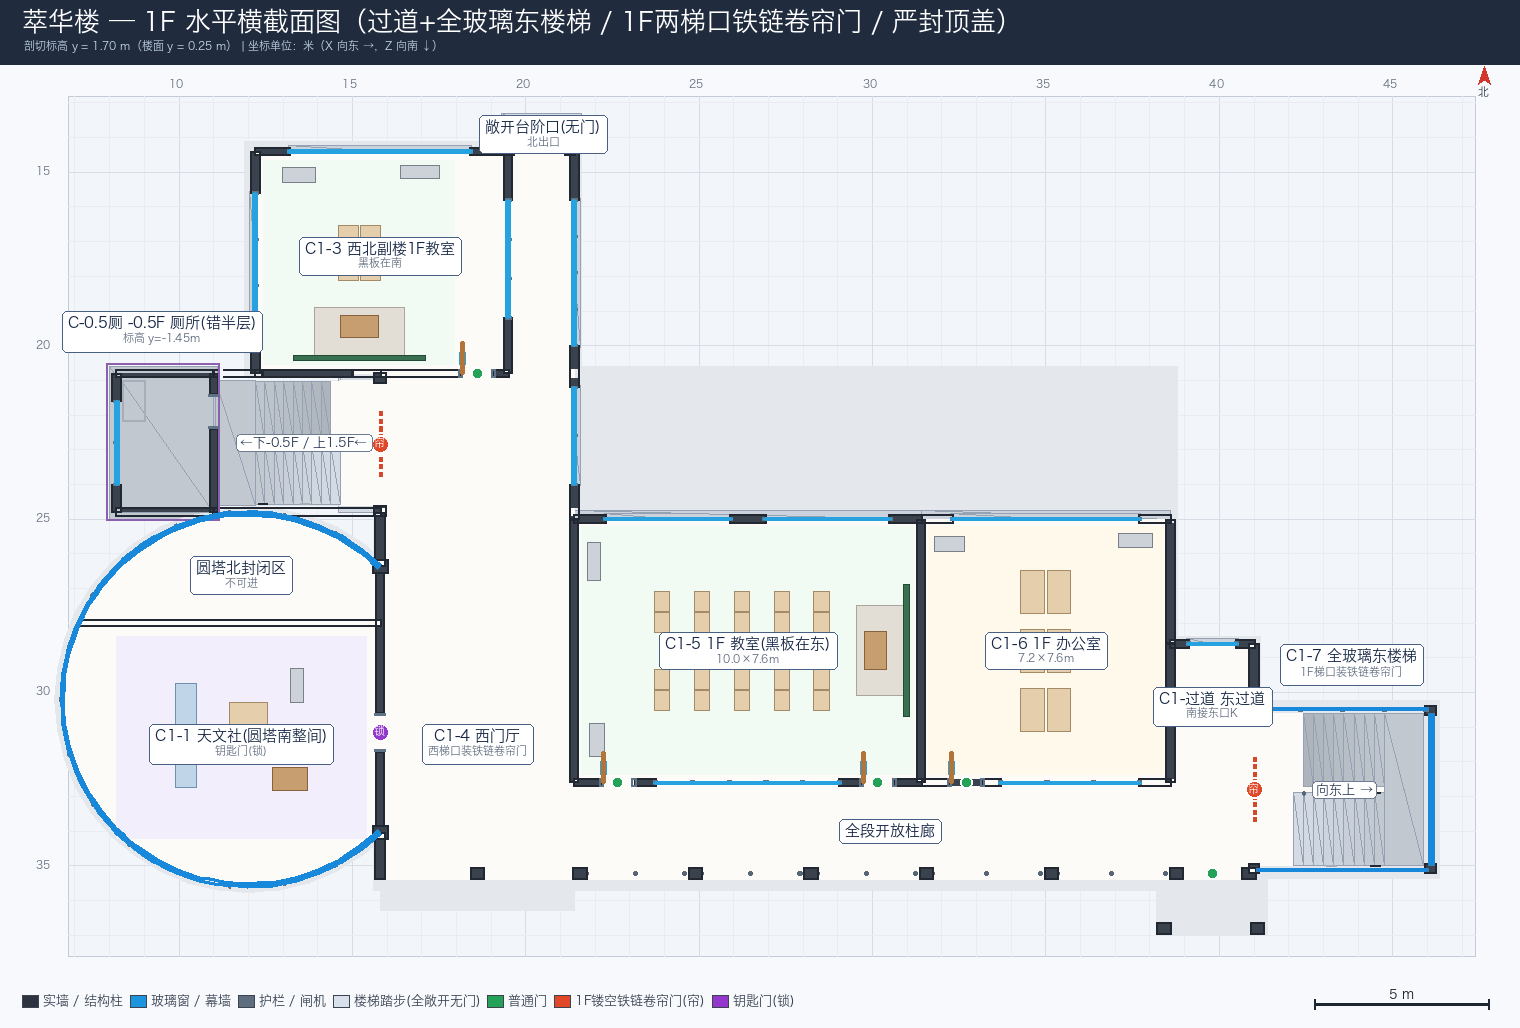 萃华楼 — 1F 水平横截面图（过道+全玻璃东楼梯 / 1F两梯口铁链卷帘门 / 严封顶盖）
剖切标高 y = 1.70 m（楼面 y = 0.25 m） | 坐标单位：米（X 向东 →，Z 向南 ↓）
10 15 20 25 30 35 40 45
北
敞开台阶口(无门)
北出口
15
C1-3 西北副楼1F教室
黑板在南
C-0.5厕 -0.5F 厕所(错半层)
标高 y=-1.45m
20
←下-0.5F / 上1.5F←
帘
25
圆塔北封闭区
不可进
C1-5 1F 教室(黑板在东)
10.0×7.6m
C1-6 1F 办公室
7.2×7.6m
C1-7 全玻璃东楼梯
1F梯口装铁链卷帘门
30
C1-过道 东过道
南接东口K
C1-1 天文社(圆塔南整间)
钥匙门(锁)
锁
C1-4 西门厅
西梯口装铁链卷帘门
帘
向东上 →
全段开放柱廊
35
实墙 / 结构柱
玻璃窗 / 幕墙
护栏 / 闸机
楼梯踏步(全敞开无门)
普通门
1F镂空铁链卷帘门(帘)
钥匙门(锁)
5 m